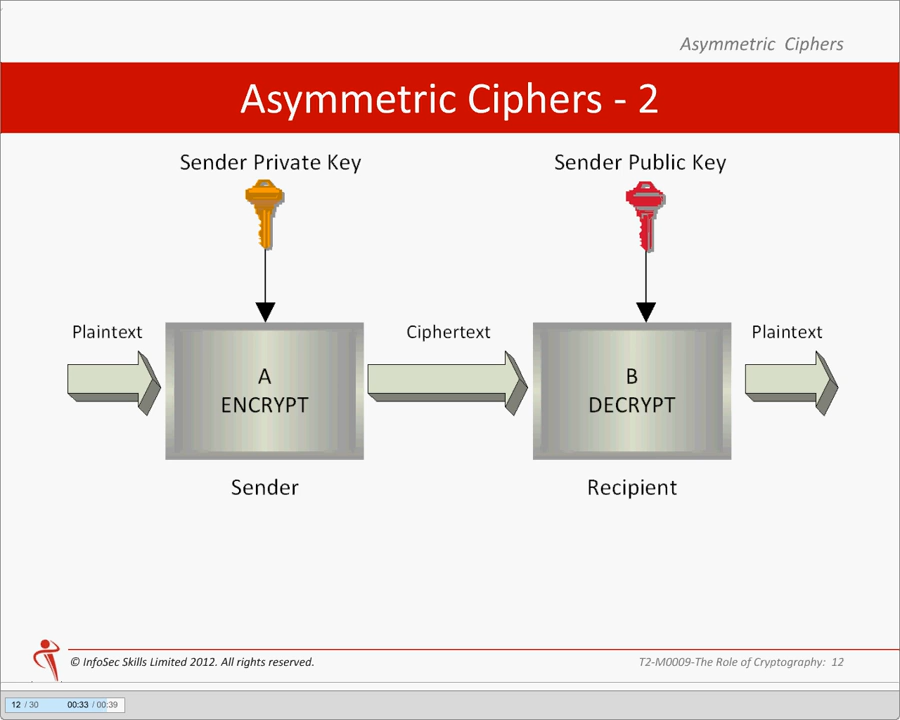 Asymmetric Ciphers
Asymmetric Ciphers - 2
Sender Private Key
Sender Public Key
Plaintext
Ciphertext
Plaintext
A
ENCRYPT
B
DECRYPT
Sender
Recipient
© InfoSec Skills Limited 2012. All rights reserved.
T2-M0009-The Role of Cryptography: 12
12 / 30 00:33 / 00:39